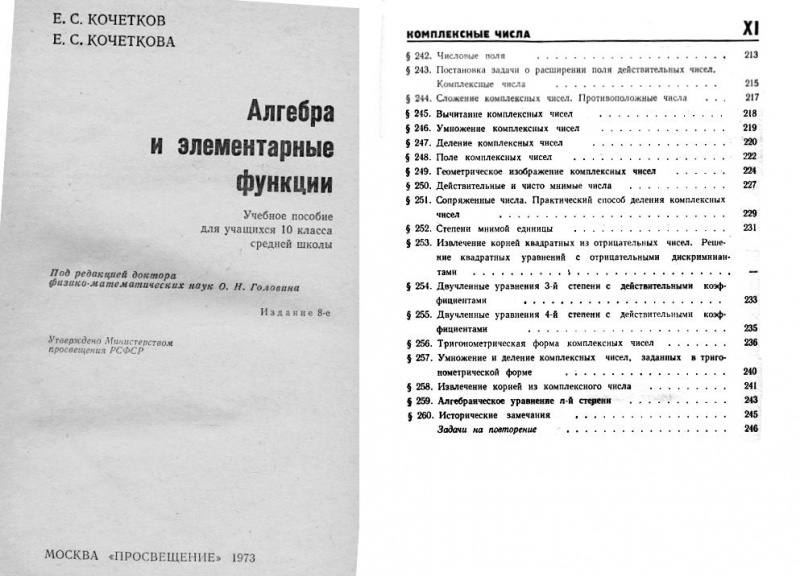 Е. С. КОЧЕТКОВ
Е. С. КОЧЕТКОВА
Алгебра
и элементарные
функции
Учебное пособие
для учащихся 10 класса
средней школы
Под редакцией доктора
физико-математических наук О. Н. Головина
Издание 8-е
Утверждено Министерством
просвещения РСФСР
МОСКВА «ПРОСВЕЩЕНИЕ» 1973
КОМПЛЕКСНЫЕ ЧИСЛА XI
§ 242. Числовые поля . . . . . . . . . . . . . . . 213
§ 243. Постановка задачи о расширении поля действительных чисел.
Комплексные числа . . . . . . . . . . . . . 215
§ 244. Сложение комплексных чисел. Противоположные числа . . . 217
§ 245. Вычитание комплексных чисел . . . . . . . . . . 218
§ 246. Умножение комплексных чисел . . . . . . . . . . 219
§ 247. Деление комплексных чисел . . . . . . . . . . . 220
§ 248. Поле комплексных чисел . . . . . . . . . . . . 222
§ 249. Геометрическое изображение комплексных чисел . . . . . 224
§ 250. Действительные и чисто мнимые числа . . . . . . . . 227
§ 251. Сопряженные числа. Практический способ деления комплексных
чисел . . . . . . . . . . . . . . . . 229
§ 252. Степени мнимой единицы . . . . . . . . . . . . 231
§ 253. Извлечение корней квадратных из отрицательных чисел. Реше-
ние квадратных уравнений с отрицательными дискриминан-
тами . . . . . . . . . . . . . . . . —
§ 254. Двучленные уравнения 3-й степени с действительными коэф-
фициентами . . . . . . . . . . . . . . 233
§ 255. Двучленные уравнения 4-й степени с действительными коэф-
фициентами . . . . . . . . . . . . . . 235
§ 256. Тригонометрическая форма комплексных чисел . . . . . 236
§ 257. Умножение и деление комплексных чисел, заданных в триго-
нометрической форме . . . . . . . . . . . . 240
§ 258. Извлечение корней из комплексного числа . . . . . . . 241
§ 259. Алгебраическое уравнение n-й степени . . . . . . . . 243
§ 260. Исторические замечания . . . . . . . . . . . . 245
Задачи на повторение . . . . . . . . . . . . 246